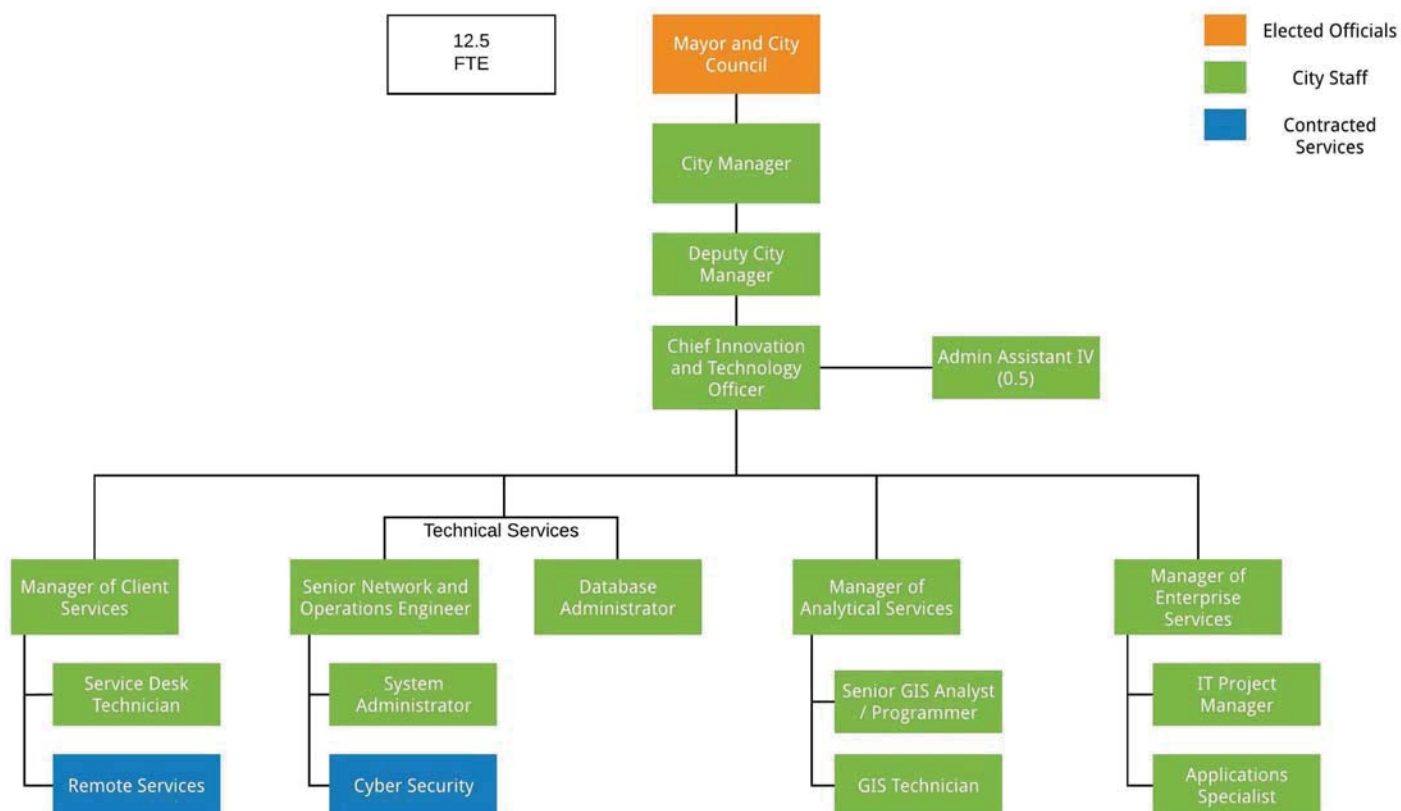 12.5
FTE
Mayor and City
Council
Elected Officials
City Staff
Contracted
Services
City Manager
Deputy City
Manager
Chief Innovation
and Technology
Officer
Admin Assistant IV
(0.5)
Technical Services
Manager of Client
Services
Senior Network and
Operations Engineer
Database
Administrator
Manager of
Analytical Services
Manager of
Enterprise
Services
Service Desk
Technician
System
Administrator
Senior GIS Analyst
/ Programmer
IT Project
Manager
Remote Services
Cyber Security
GIS Technician
Applications
Specialist